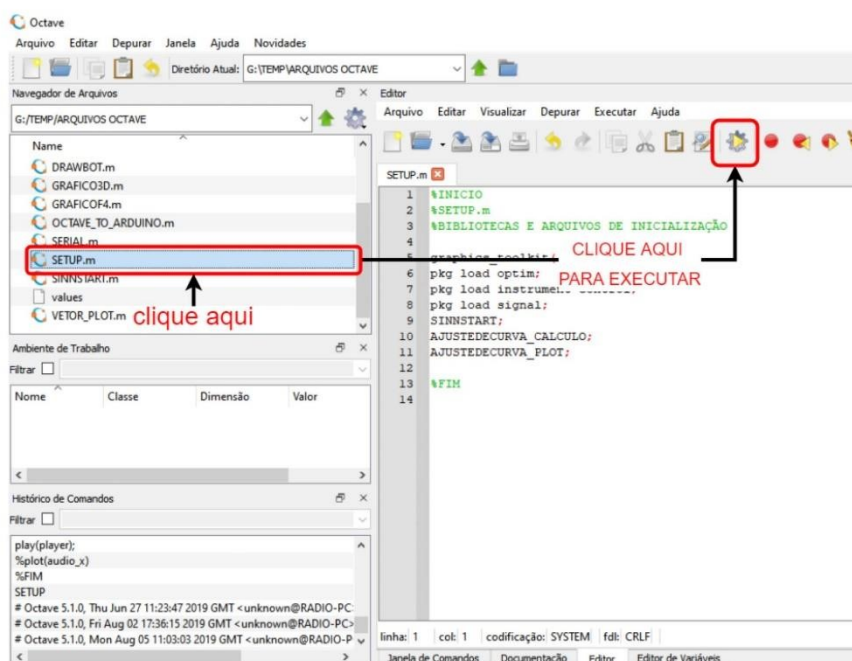 Octave
Arquivo Editar Depurar Janela Ajuda Novidades
Diretório Atual: G:\TEMP\ARQUIVOS OCTAVE
Navegador de Arquivos
G:/TEMP/ARQUIVOS OCTAVE
Name
DRAWBOT.m
GRAFICO3D.m
GRAFICOF4.m
OCTAVE_TO_ARDUINO.m
SERIAL.m
SETUP.m
SINNSTART.m
values
VETOR_PLOT.m
clique aqui
Ambiente de Trabalho
Filtrar
Nome Classe Dimensão Valor
Histórico de Comandos
Filtrar
play(player);
%plot(audio_x)
%FIM
SETUP
# Octave 5.1.0, Thu Jun 27 11:23:47 2019 GMT <unknown@RADIO-PC>
# Octave 5.1.0, Fri Aug 02 17:36:15 2019 GMT <unknown@RADIO-PC>
# Octave 5.1.0, Mon Aug 05 11:03:03 2019 GMT <unknown@RADIO-P
Editor
Arquivo Editar Visualizar Depurar Executar Ajuda
SETUP.m
1 %INICIO
2 %SETUP.m
3 %BIBLIOTECAS E ARQUIVOS DE INICIALIZAÇÃO
4
5 graphics_toolkit;
6 pkg load optim;
7 pkg load instrument-control;
8 pkg load signal;
9 SINNSTART;
10 AJUSTEDECURVA_CALCULO;
11 AJUSTEDECURVA_PLOT;
12
13 %FIM
14
CLIQUE AQUI
PARA EXECUTAR
linha: 1 col: 1 codificação: SYSTEM fdl: CRLF
Janela de Comandos Documentação Editor Editor de Variáveis